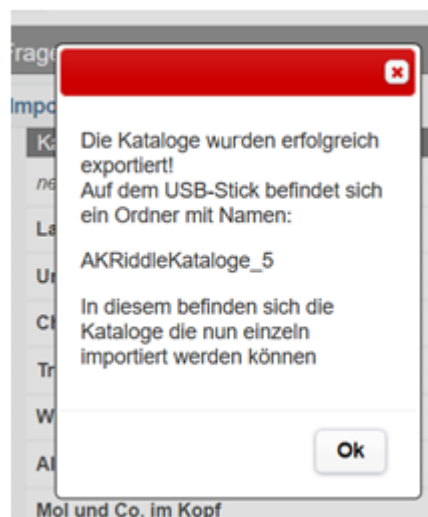 Frage
Impo
Die Kataloge wurden erfolgreich
exportiert!
Auf dem USB-Stick befindet sich
ein Ordner mit Namen:
AKRiddleKataloge_5
In diesem befinden sich die
Kataloge die nun einzeln
importiert werden können
Ok
Ka
ne
La
Un
Ch
Tr
W
Al
Mol und Co. im Kopf